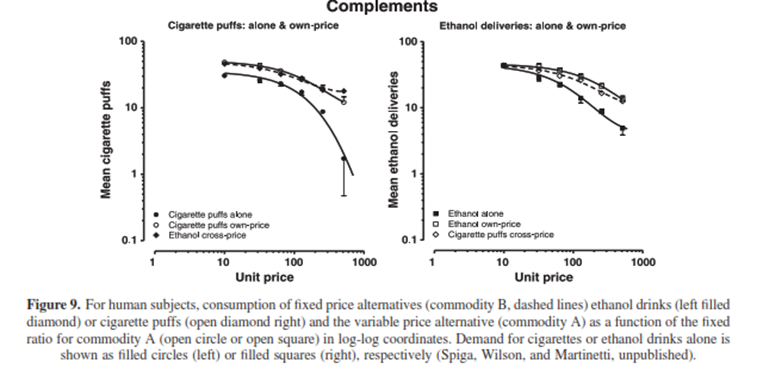 Complements
Cigarette puffs: alone & own-price
Ethanol deliveries: alone & own-price
Mean cigarette puffs
100
10
1
0.1
Cigarette puffs alone
Cigarette puffs own-price
Ethanol cross-price
1 10 100 1000
Unit price
Mean ethanol deliveries
100
10
1
0.1
Ethanol alone
Ethanol own-price
Cigarette puffs cross-price
1 10 100 1000
Unit price
Figure 9. For human subjects, consumption of fixed price alternatives (commodity B, dashed lines) ethanol drinks (left filled
diamond) or cigarette puffs (open diamond right) and the variable price alternative (commodity A) as a function of the fixed
ratio for commodity A (open circle or open square) in log-log coordinates. Demand for cigarettes or ethanol drinks alone is
shown as filled circles (left) or filled squares (right), respectively (Spiga, Wilson, and Martinetti, unpublished).